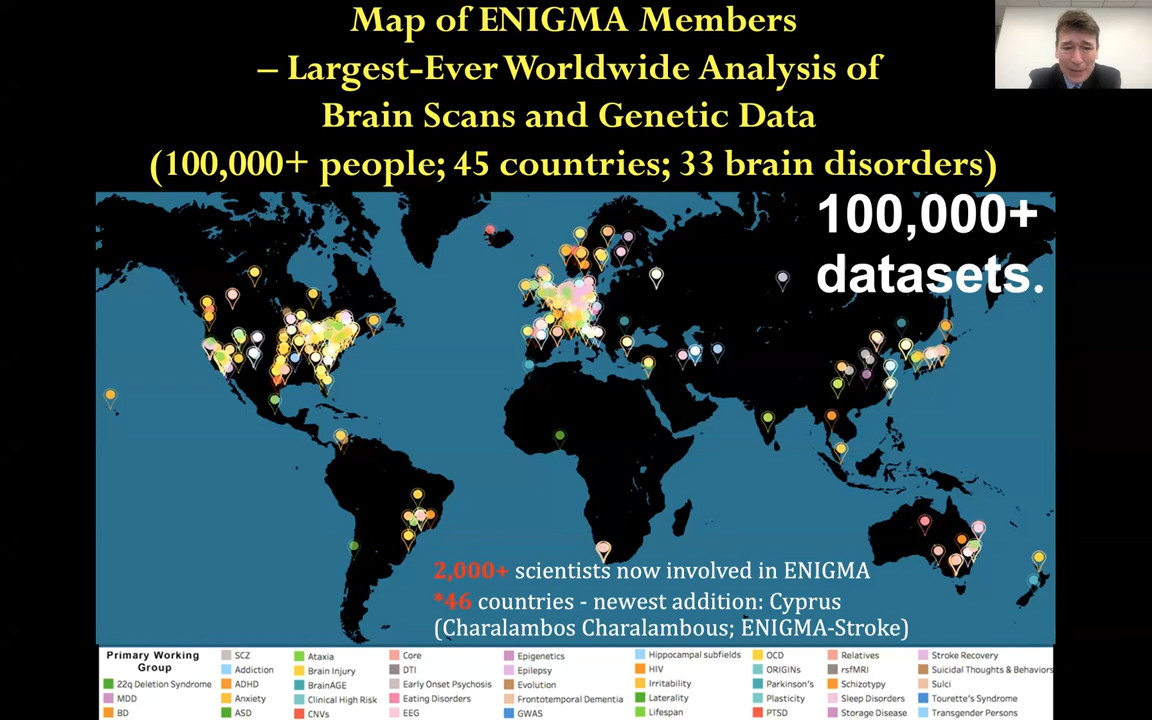 Map of ENIGMA Members
– Largest-Ever Worldwide Analysis of
Brain Scans and Genetic Data
(100,000+ people; 45 countries; 33 brain disorders)
100,000+
datasets.
2,000+ scientists now involved in ENIGMA
*46 countries - newest addition: Cyprus
(Charalambos Charalambous; ENIGMA-Stroke)
Primary Working
Group
22q Deletion Syndrome
MDD
BD
SCZ
Addiction
ADHD
Anxiety
ASD
Ataxia
Brain Injury
BrainAGE
Clinical High Risk
CNVs
Core
DTI
Early Onset Psychosis
Eating Disorders
EEG
Epigenetics
Epilepsy
Evolution
Frontotemporal Dementia
GWAS
Hippocampal subfields
HIV
Irritability
Laterality
Lifespan
OCD
ORIGINs
Parkinson's
Plasticity
PTSD
Relatives
rsfMRI
Schizotypy
Sleep Disorders
Storage Disease
Stroke Recovery
Suicidal Thoughts & Behaviors
Sulci
Tourette's Syndrome
Transgender Persons